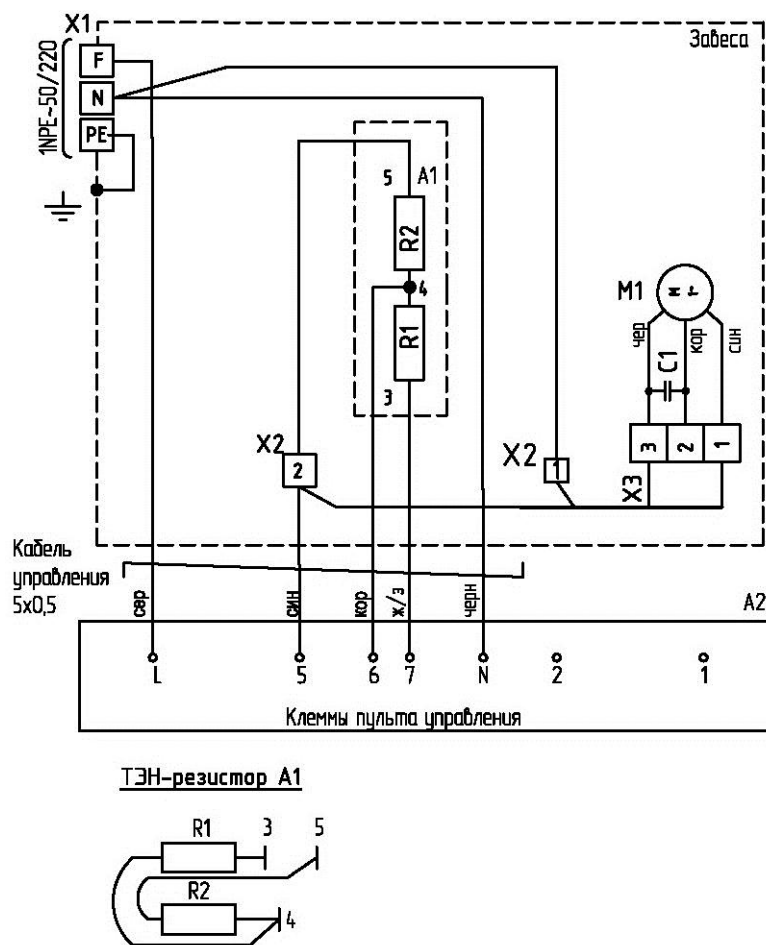 X1
Завеса
1NPE~50/220
F
N
PE
5
A1
R2
4
R1
3
M1
чер
кор
син
C1
3
2
1
X3
X2
2
X2
1
Кабель
управления
5x0,5
сер
син
кор
ж/з
черн
A2
L
5
6
7
N
2
1
Клеммы пульта управления
ТЭН-резистор A1
R1
3
5
R2
4